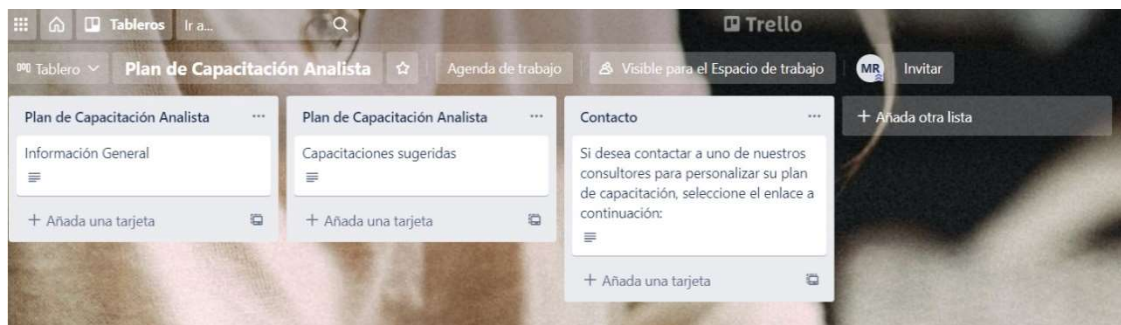 Tableros Ir a...
Trello
Tablero Plan de Capacitación Analista Agenda de trabajo Visible para el Espacio de trabajo MR Invitar
Plan de Capacitación Analista ...
Información General
+ Añada una tarjeta
Plan de Capacitación Analista ...
Capacitaciones sugeridas
+ Añada una tarjeta
Contacto ...
Si desea contactar a uno de nuestros
consultores para personalizar su plan
de capacitación, seleccione el enlace a
continuación:
+ Añada una tarjeta
+ Añada otra lista